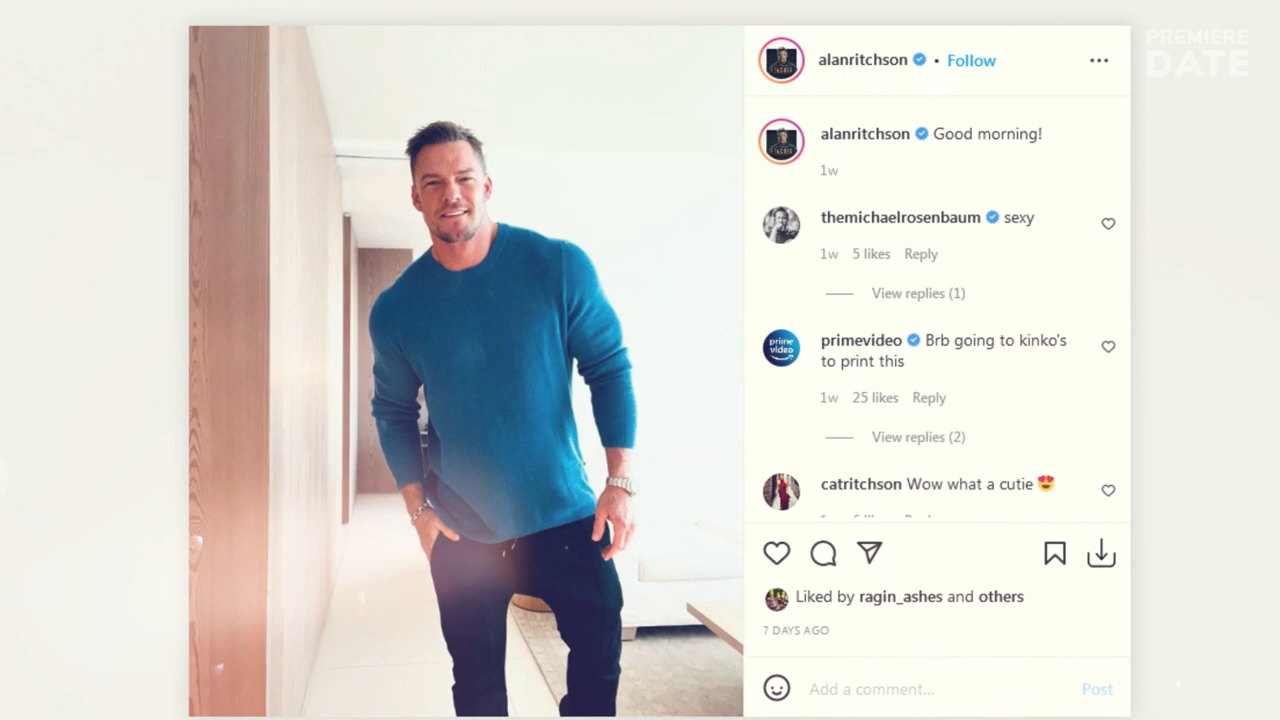 PREMIERE
DATE
alanritchson • Follow
alanritchson Good morning!
1w
themichaelrosenbaum sexy
1w 5 likes Reply
View replies (1)
prime
video
primevideo Brb going to kinko's
to print this
1w 25 likes Reply
View replies (2)
catritchson Wow what a cutie 😍
Liked by ragin_ashes and others
7 DAYS AGO
Add a comment... Post